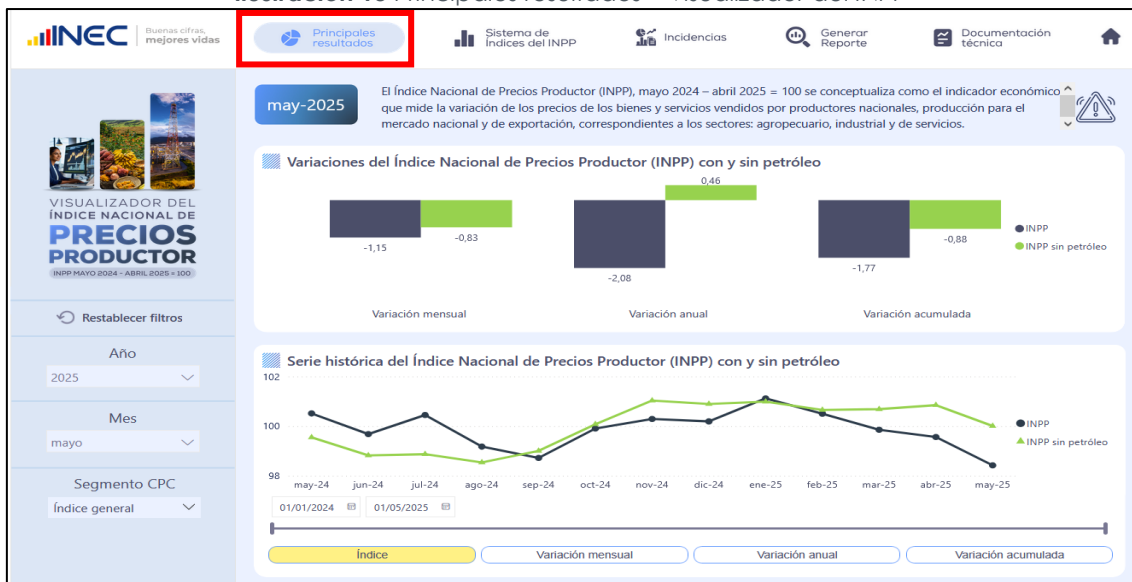 INEC
Buenas cifras,
mejores vidas
Principales
resultados
Sistema de
Índices del INPP
Incidencias
Generar
Reporte
Documentación
técnica
VISUALIZADOR DEL
ÍNDICE NACIONAL DE
PRECIOS
PRODUCTOR
INPP MAYO 2024 - ABRIL 2025 = 100
Restablecer filtros
Año
2025
Mes
mayo
Segmento CPC
Índice general
may-2025
El Índice Nacional de Precios Productor (INPP), mayo 2024 – abril 2025 = 100 se conceptualiza como el indicador económico
que mide la variación de los precios de los bienes y servicios vendidos por productores nacionales, producción para el
mercado nacional y de exportación, correspondientes a los sectores: agropecuario, industrial y de servicios.
Variaciones del Índice Nacional de Precios Productor (INPP) con y sin petróleo
-1,15
-0,83
-2,08
0,46
-1,77
-0,88
INPP
INPP sin petróleo
Variación mensual
Variación anual
Variación acumulada
Serie histórica del Índice Nacional de Precios Productor (INPP) con y sin petróleo
102
100
98
may-24 jun-24 jul-24 ago-24 sep-24 oct-24 nov-24 dic-24 ene-25 feb-25 mar-25 abr-25 may-25
INPP
INPP sin petróleo
01/01/2024 01/05/2025
Índice
Variación mensual
Variación anual
Variación acumulada